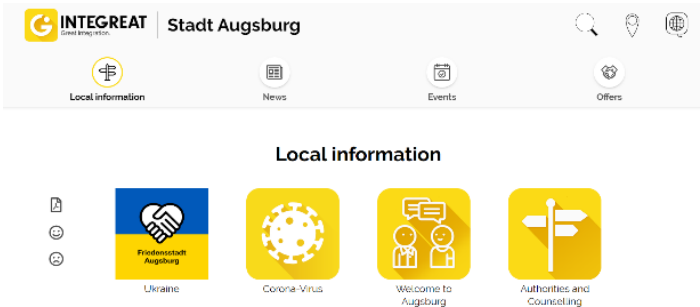 INTEGREAT
Great Integration.
Stadt Augsburg
Local information
News
Events
Offers
Local information
Friedensstadt
Augsburg
Ukraine
Corona-Virus
Welcome to
Augsburg
Authorities and
Counselling